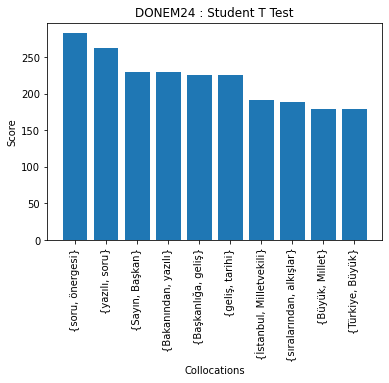 DONEM24 : Student T Test
Score
250
200
150
100
50
0
{soru, önergesi}
{yazılı, soru}
{Sayın, Başkan}
{Bakanından, yazılı}
{Başkanlığa, geliş}
{geliş, tarihi}
{İstanbul, Milletvekili}
{sıralarından, alkışlar}
{Büyük, Millet}
{Türkiye, Büyük}
Collocations